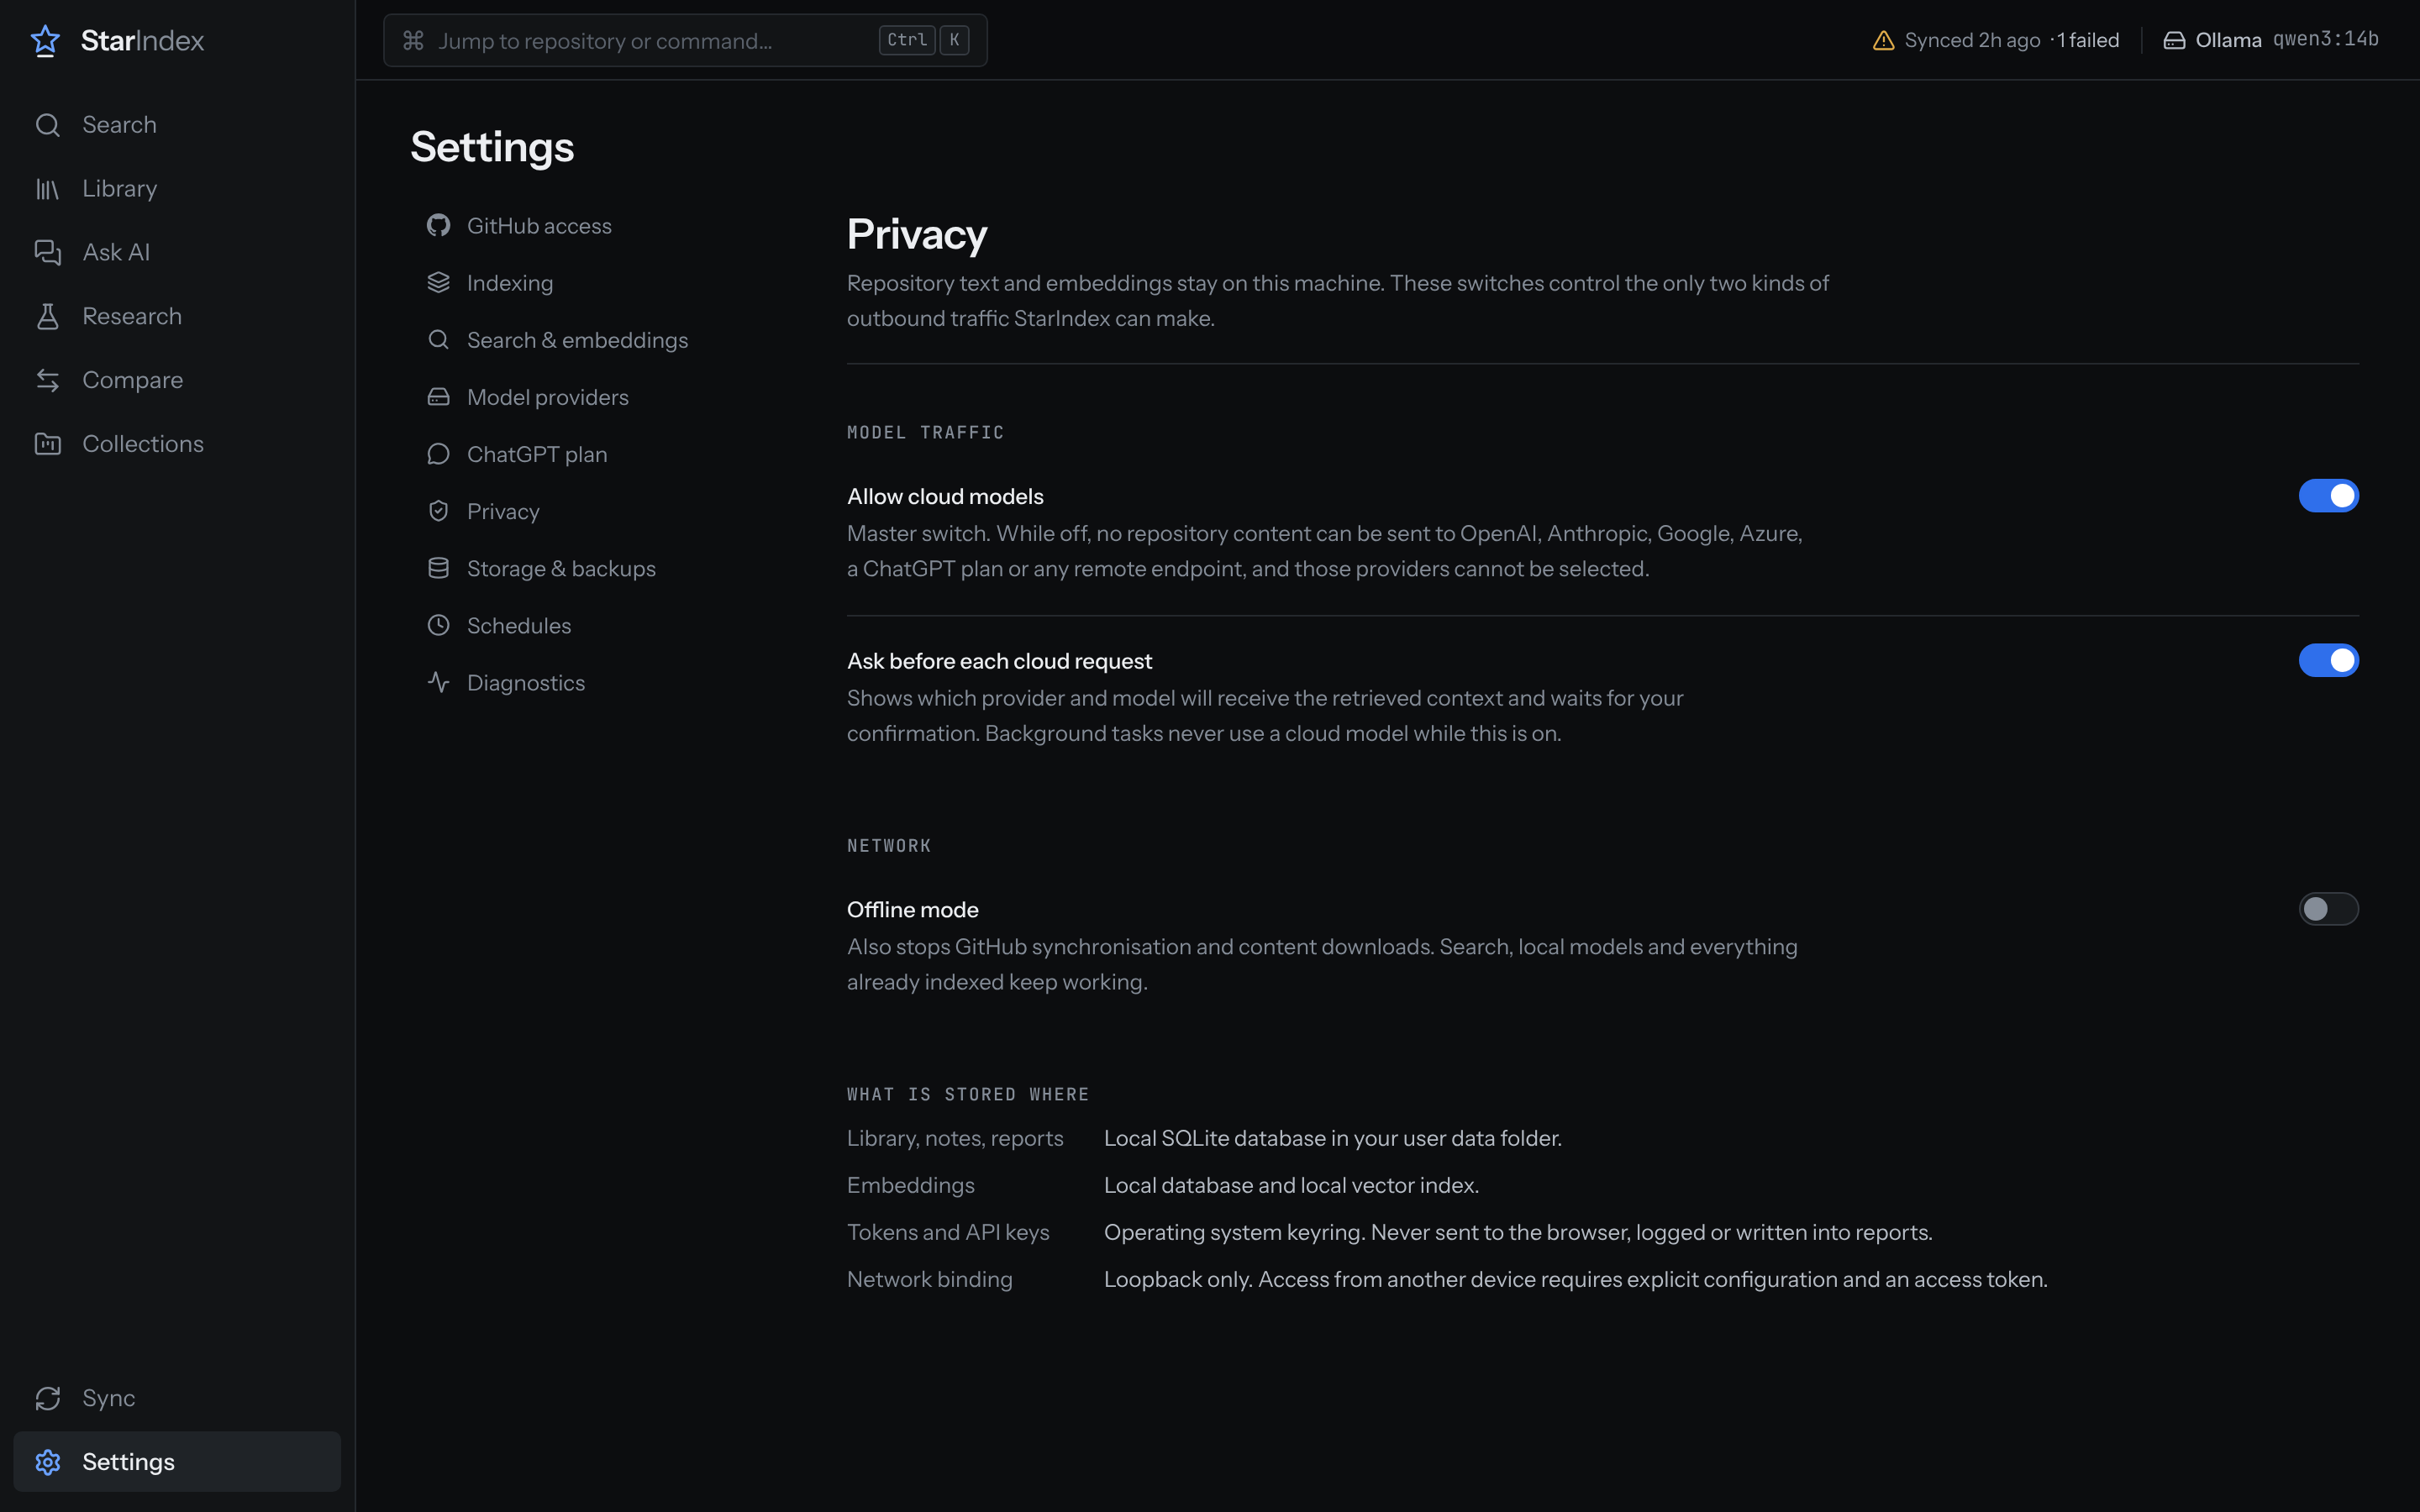 StarIndex
Jump to repository or command...
Ctrl K
Synced 2h ago · 1 failed
Ollama qwen3:14b
Search
Library
Ask AI
Research
Compare
Collections
Sync
Settings
Settings
GitHub access
Indexing
Search & embeddings
Model providers
ChatGPT plan
Privacy
Storage & backups
Schedules
Diagnostics
Privacy
Repository text and embeddings stay on this machine. These switches control the only two kinds of
outbound traffic StarIndex can make.
MODEL TRAFFIC
Allow cloud models
Master switch. While off, no repository content can be sent to OpenAI, Anthropic, Google, Azure,
a ChatGPT plan or any remote endpoint, and those providers cannot be selected.
Ask before each cloud request
Shows which provider and model will receive the retrieved context and waits for your
confirmation. Background tasks never use a cloud model while this is on.
NETWORK
Offline mode
Also stops GitHub synchronisation and content downloads. Search, local models and everything
already indexed keep working.
WHAT IS STORED WHERE
Library, notes, reports Local SQLite database in your user data folder.
Embeddings Local database and local vector index.
Tokens and API keys Operating system keyring. Never sent to the browser, logged or written into reports.
Network binding Loopback only. Access from another device requires explicit configuration and an access token.